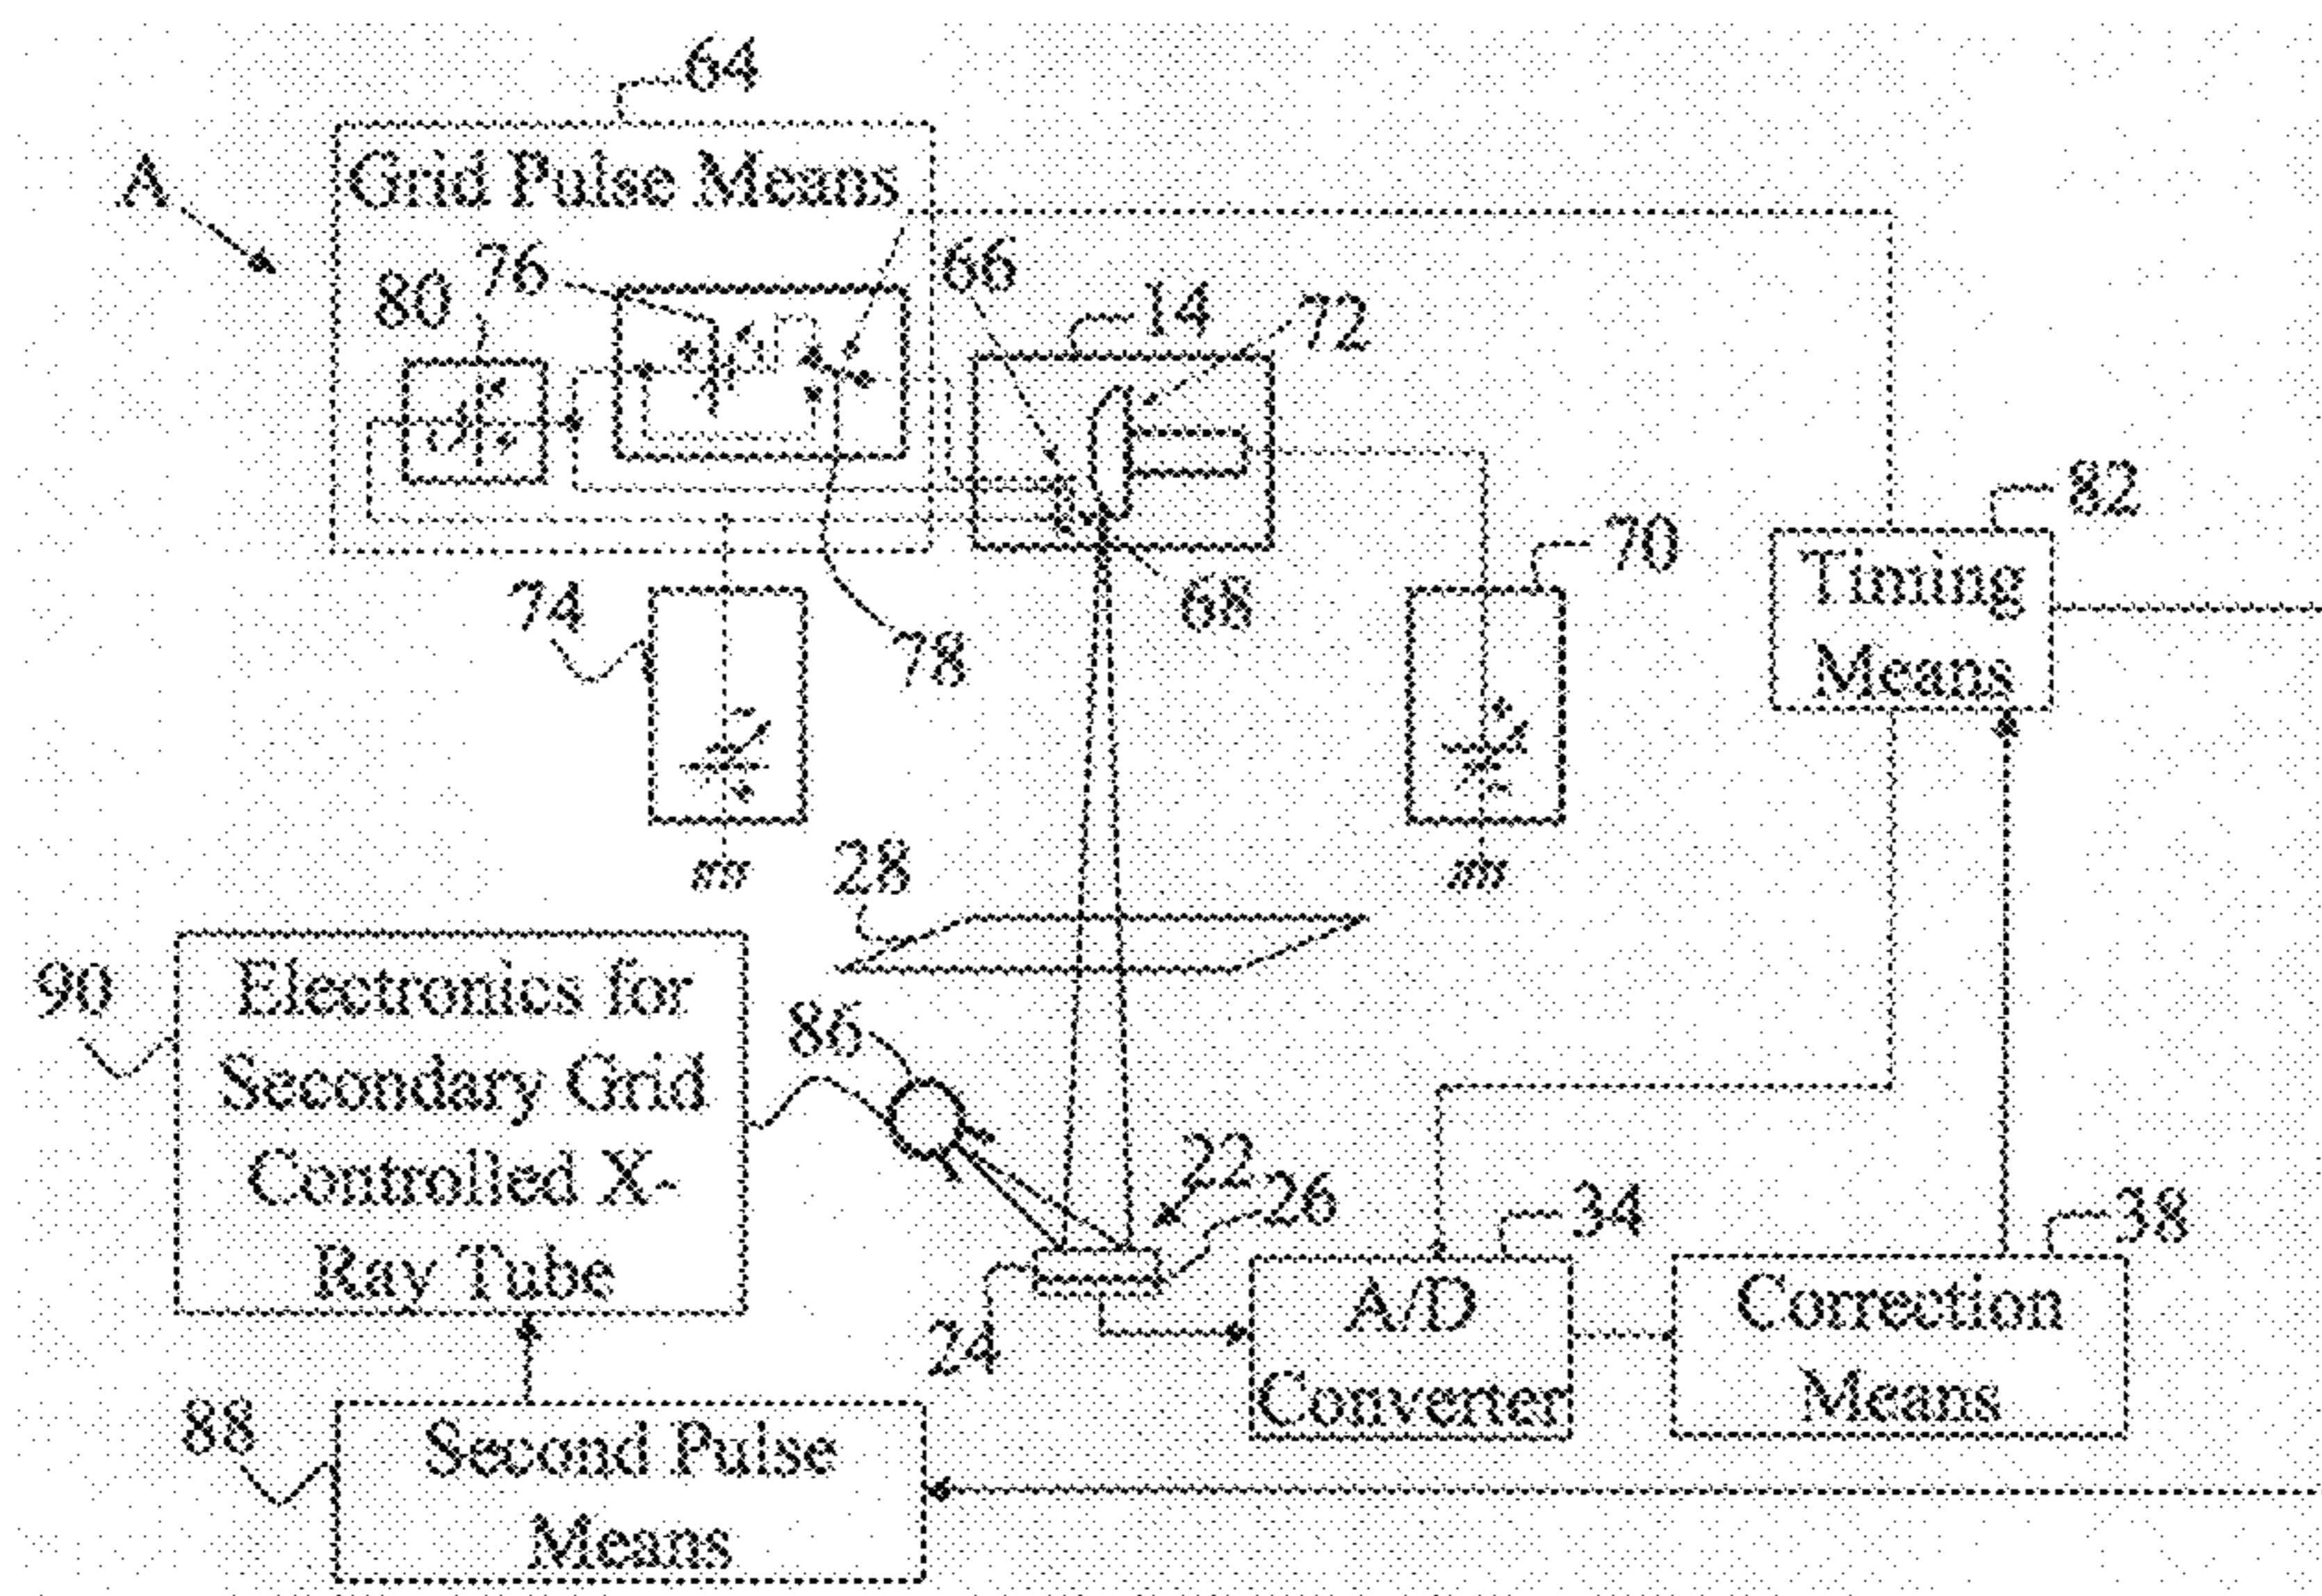 64
A
Grid Pulse Means
76
66
80
14
72
82
70
Timing
Means
74
68
78
28
90
Electronics for
Secondary Grid
Controlled X-
Ray Tube
86
22
26
34
38
A/D
Converter
Correction
Means
24
88
Second Pulse
Means